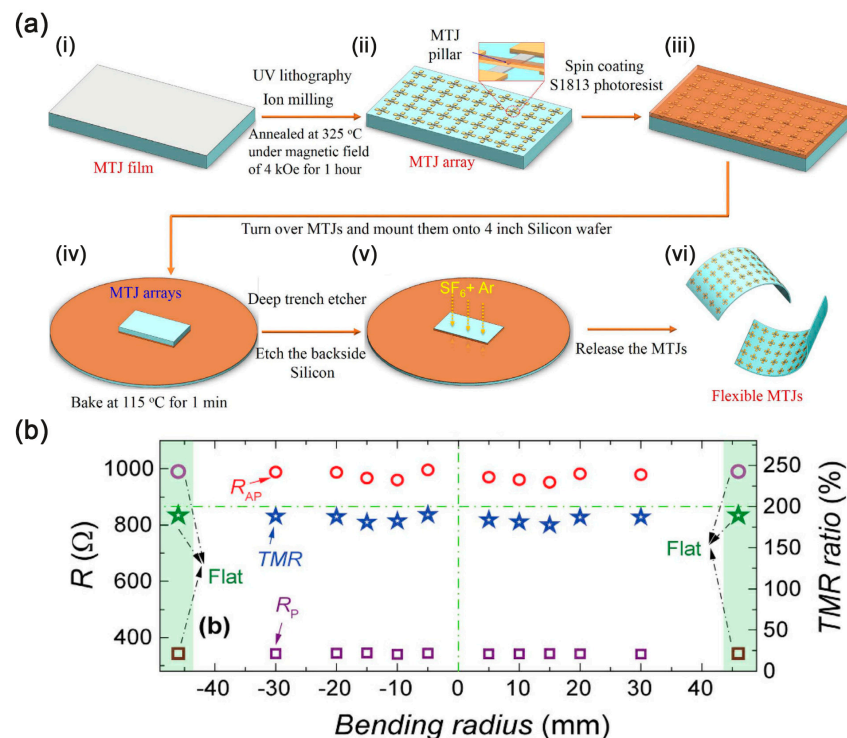 (a)
(i)
(ii)
(iii)
MTJ
pillar
UV lithography
Ion milling
Annealed at 325 °C
under magnetic field
of 4 kOe for 1 hour
Spin coating
S1813 photoresist
MTJ film
MTJ array
Turn over MTJs and mount them onto 4 inch Silicon wafer
(iv)
(v)
(vi)
MTJ arrays
Deep trench etcher
Etch the backside
Silicon
SF6+ Ar
Release the MTJs
Bake at 115 °C for 1 min
Flexible MTJs
(b)
R (Ω)
1000
800
600
400
RAP
TMR
Flat
RP
(b)
Flat
250
200
150
100
50
0
TMR ratio (%)
-40 -30 -20 -10 0 10 20 30 40
Bending radius (mm)